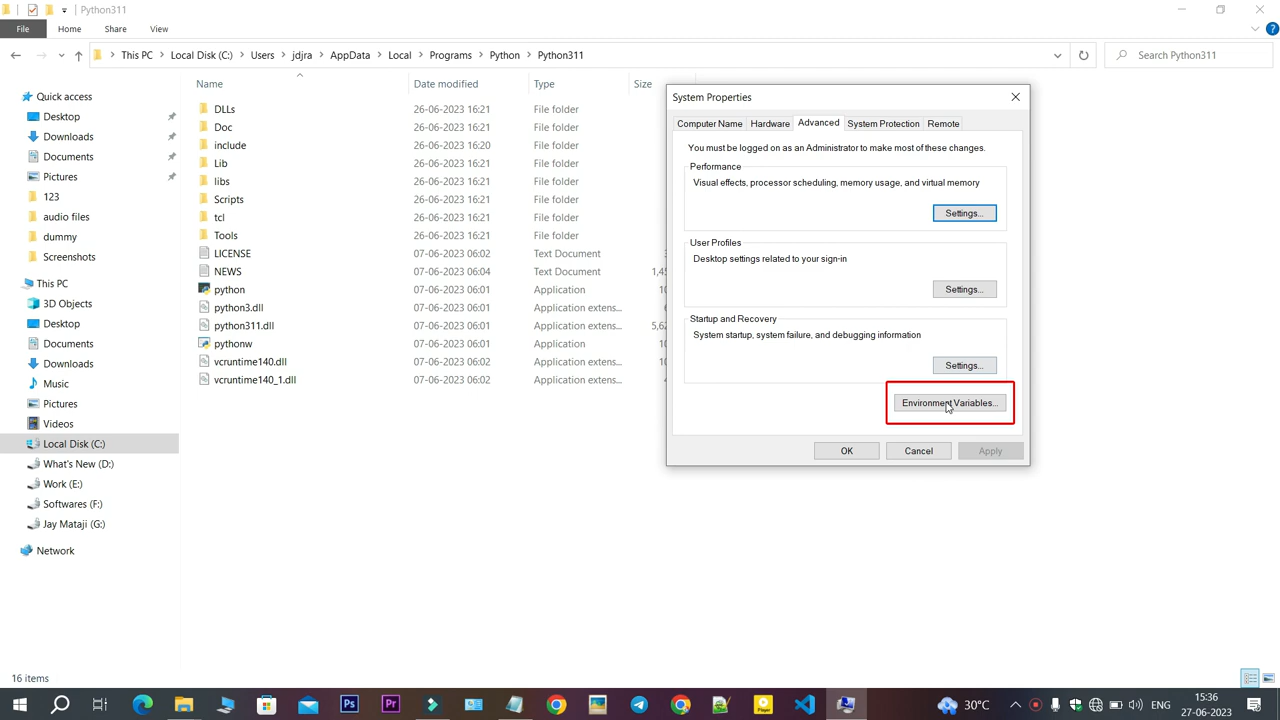 Python311
File Home Share View
This PC Local Disk (C:) Users jdjra AppData Local Programs Python Python311
Search Python311
Name Date modified Type Size
Quick access
Desktop
Downloads
Documents
Pictures
123
audio files
dummy
Screenshots
This PC
3D Objects
Desktop
Documents
Downloads
Music
Pictures
Videos
Local Disk (C:)
What's New (D:)
Work (E:)
Softwares (F:)
Jay Mataji (G:)
Network
DLLs 26-06-2023 16:21 File folder
Doc 26-06-2023 16:21 File folder
include 26-06-2023 16:20 File folder
Lib 26-06-2023 16:21 File folder
libs 26-06-2023 16:21 File folder
Scripts 26-06-2023 16:21 File folder
tcl 26-06-2023 16:21 File folder
Tools 26-06-2023 16:21 File folder
LICENSE 07-06-2023 06:02 Text Document
NEWS 07-06-2023 06:04 Text Document 1,45
python 07-06-2023 06:01 Application 10
python3.dll 07-06-2023 06:01 Application extens... 6
python311.dll 07-06-2023 06:01 Application extens... 5,62
pythonw 07-06-2023 06:01 Application 10
vcruntime140.dll 07-06-2023 06:02 Application extens... 10
vcruntime140_1.dll 07-06-2023 06:02 Application extens... 4
System Properties
Computer Name Hardware Advanced System Protection Remote
You must be logged on as an Administrator to make most of these changes.
Performance
Visual effects, processor scheduling, memory usage, and virtual memory
Settings...
User Profiles
Desktop settings related to your sign-in
Settings...
Startup and Recovery
System startup, system failure, and debugging information
Settings...
Environment Variables...
OK Cancel Apply
16 items
Ps Pr Player
30°C ENG 15:36
27-06-2023